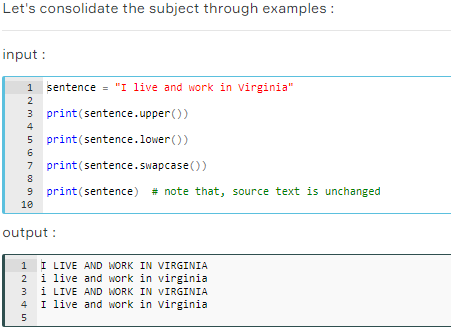 Let's consolidate the subject through examples :
input :
1 sentence = "I live and work in Virginia"
2
3 print(sentence.upper())
4
5 print(sentence.lower())
6
7 print(sentence.swapcase())
8
9 print(sentence) # note that, source text is unchanged
10
output :
1 I LIVE AND WORK IN VIRGINIA
2 i live and work in virginia
3 i LIVE AND WORK IN vIRGINIA
4 I live and work in Virginia
5